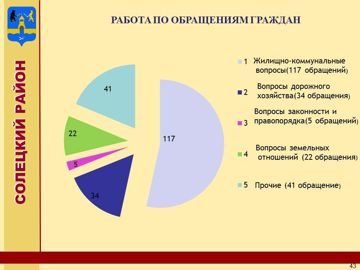 РАБОТА ПО ОБРАЩЕНИЯМ ГРАЖДАН
СОЛЕЦКИЙ РАЙОН
41
22
5
34
117
1 Жилищно-коммунальные
вопросы(117 обращений)
2 Вопросы дорожного
хозяйства(34 обращения)
Вопросы законности и
3 правопорядка(5 обращений)
4 Вопросы земельных
отношений (22 обращения)
5 Прочие (41 обращение)
43